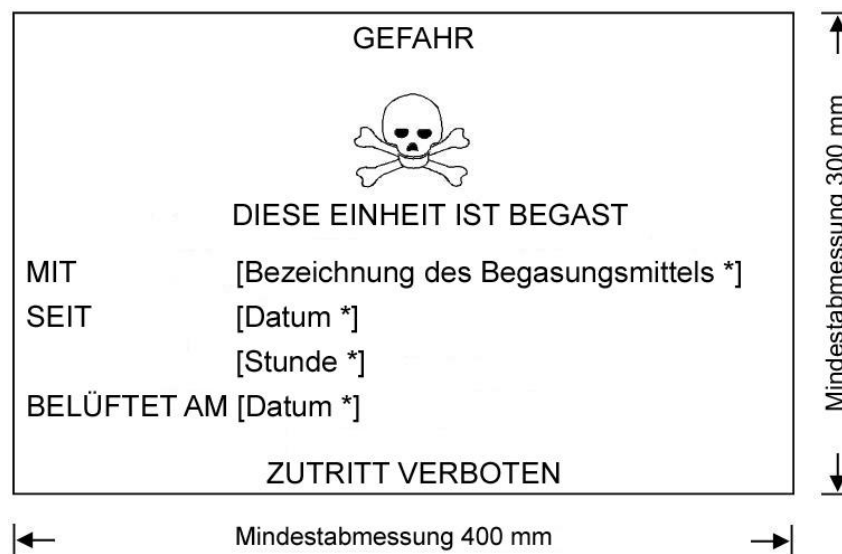 GEFAHR
DIESE EINHEIT IST BEGAST
MIT [Bezeichnung des Begasungsmittels *]
SEIT [Datum *]
[Stunde *]
BELÜFTET AM [Datum *]
ZUTRITT VERBOTEN
Mindestabmessung 400 mm
Mindestabmessung 300 mm